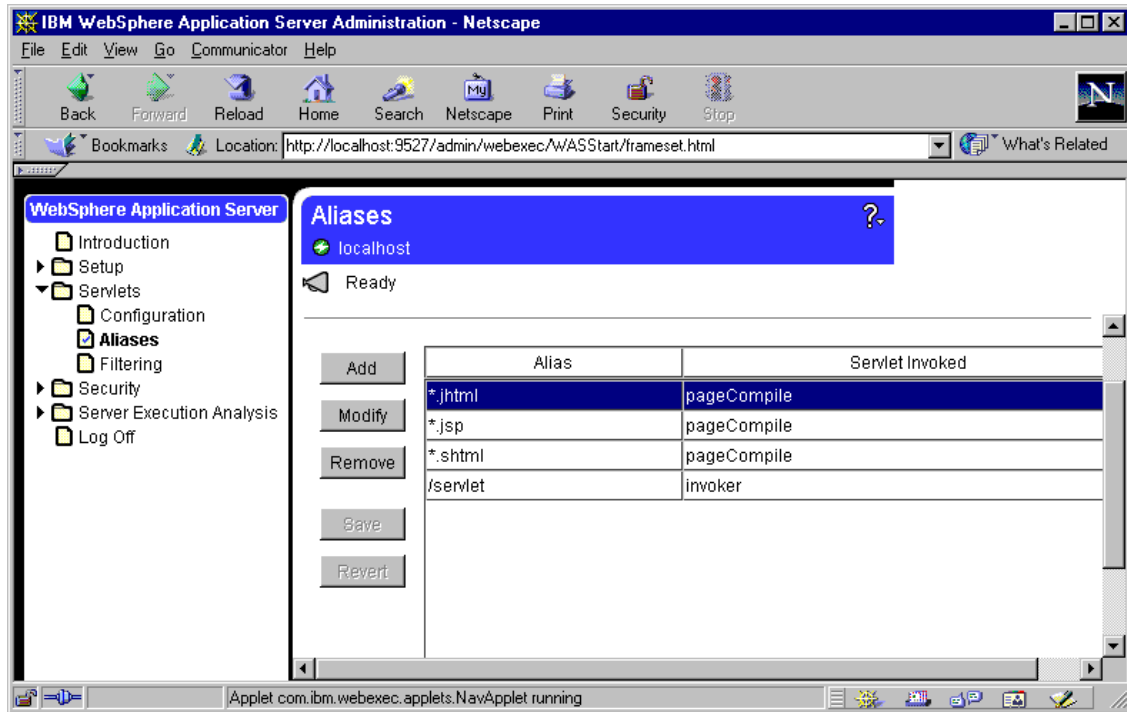 IBM WebSphere Application Server Administration - Netscape
File Edit View Go Communicator Help
Back Forward Reload Home Search Netscape Print Security Stop
My
N
Bookmarks Location: http://localhost:9527/admin/webexec/WASStart/frameset.html What's Related
WebSphere Application Server
Introduction
Setup
Servlets
Configuration
Aliases
Filtering
Security
Server Execution Analysis
Log Off
Aliases
?
localhost
Ready
Add
Modify
Remove
Save
Revert
Alias Servlet Invoked
*.jhtml pageCompile
*.jsp pageCompile
*.shtml pageCompile
/servlet invoker
Applet com.ibm.webexec.applets.NavApplet running